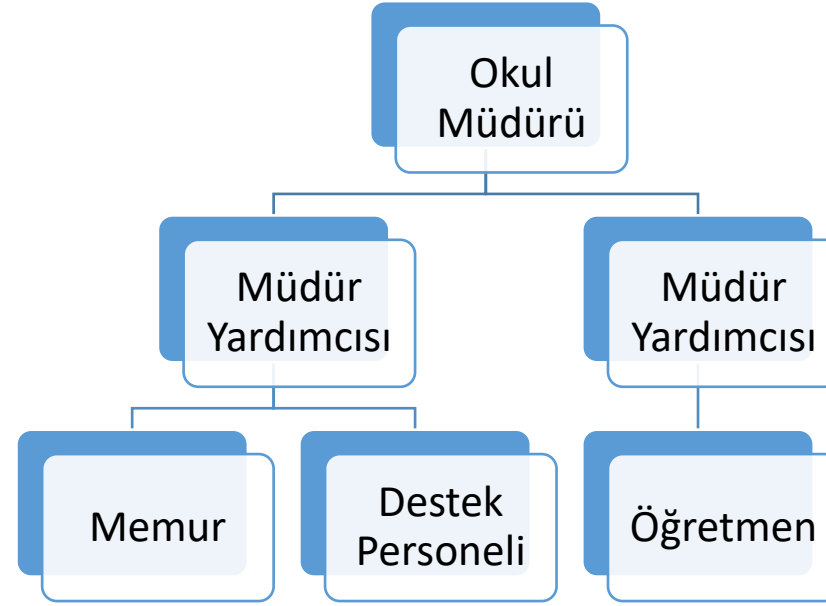 Okul
Müdürü
Müdür
Yardımcısı
Müdür
Yardımcısı
Memur
Destek
Personeli
Öğretmen